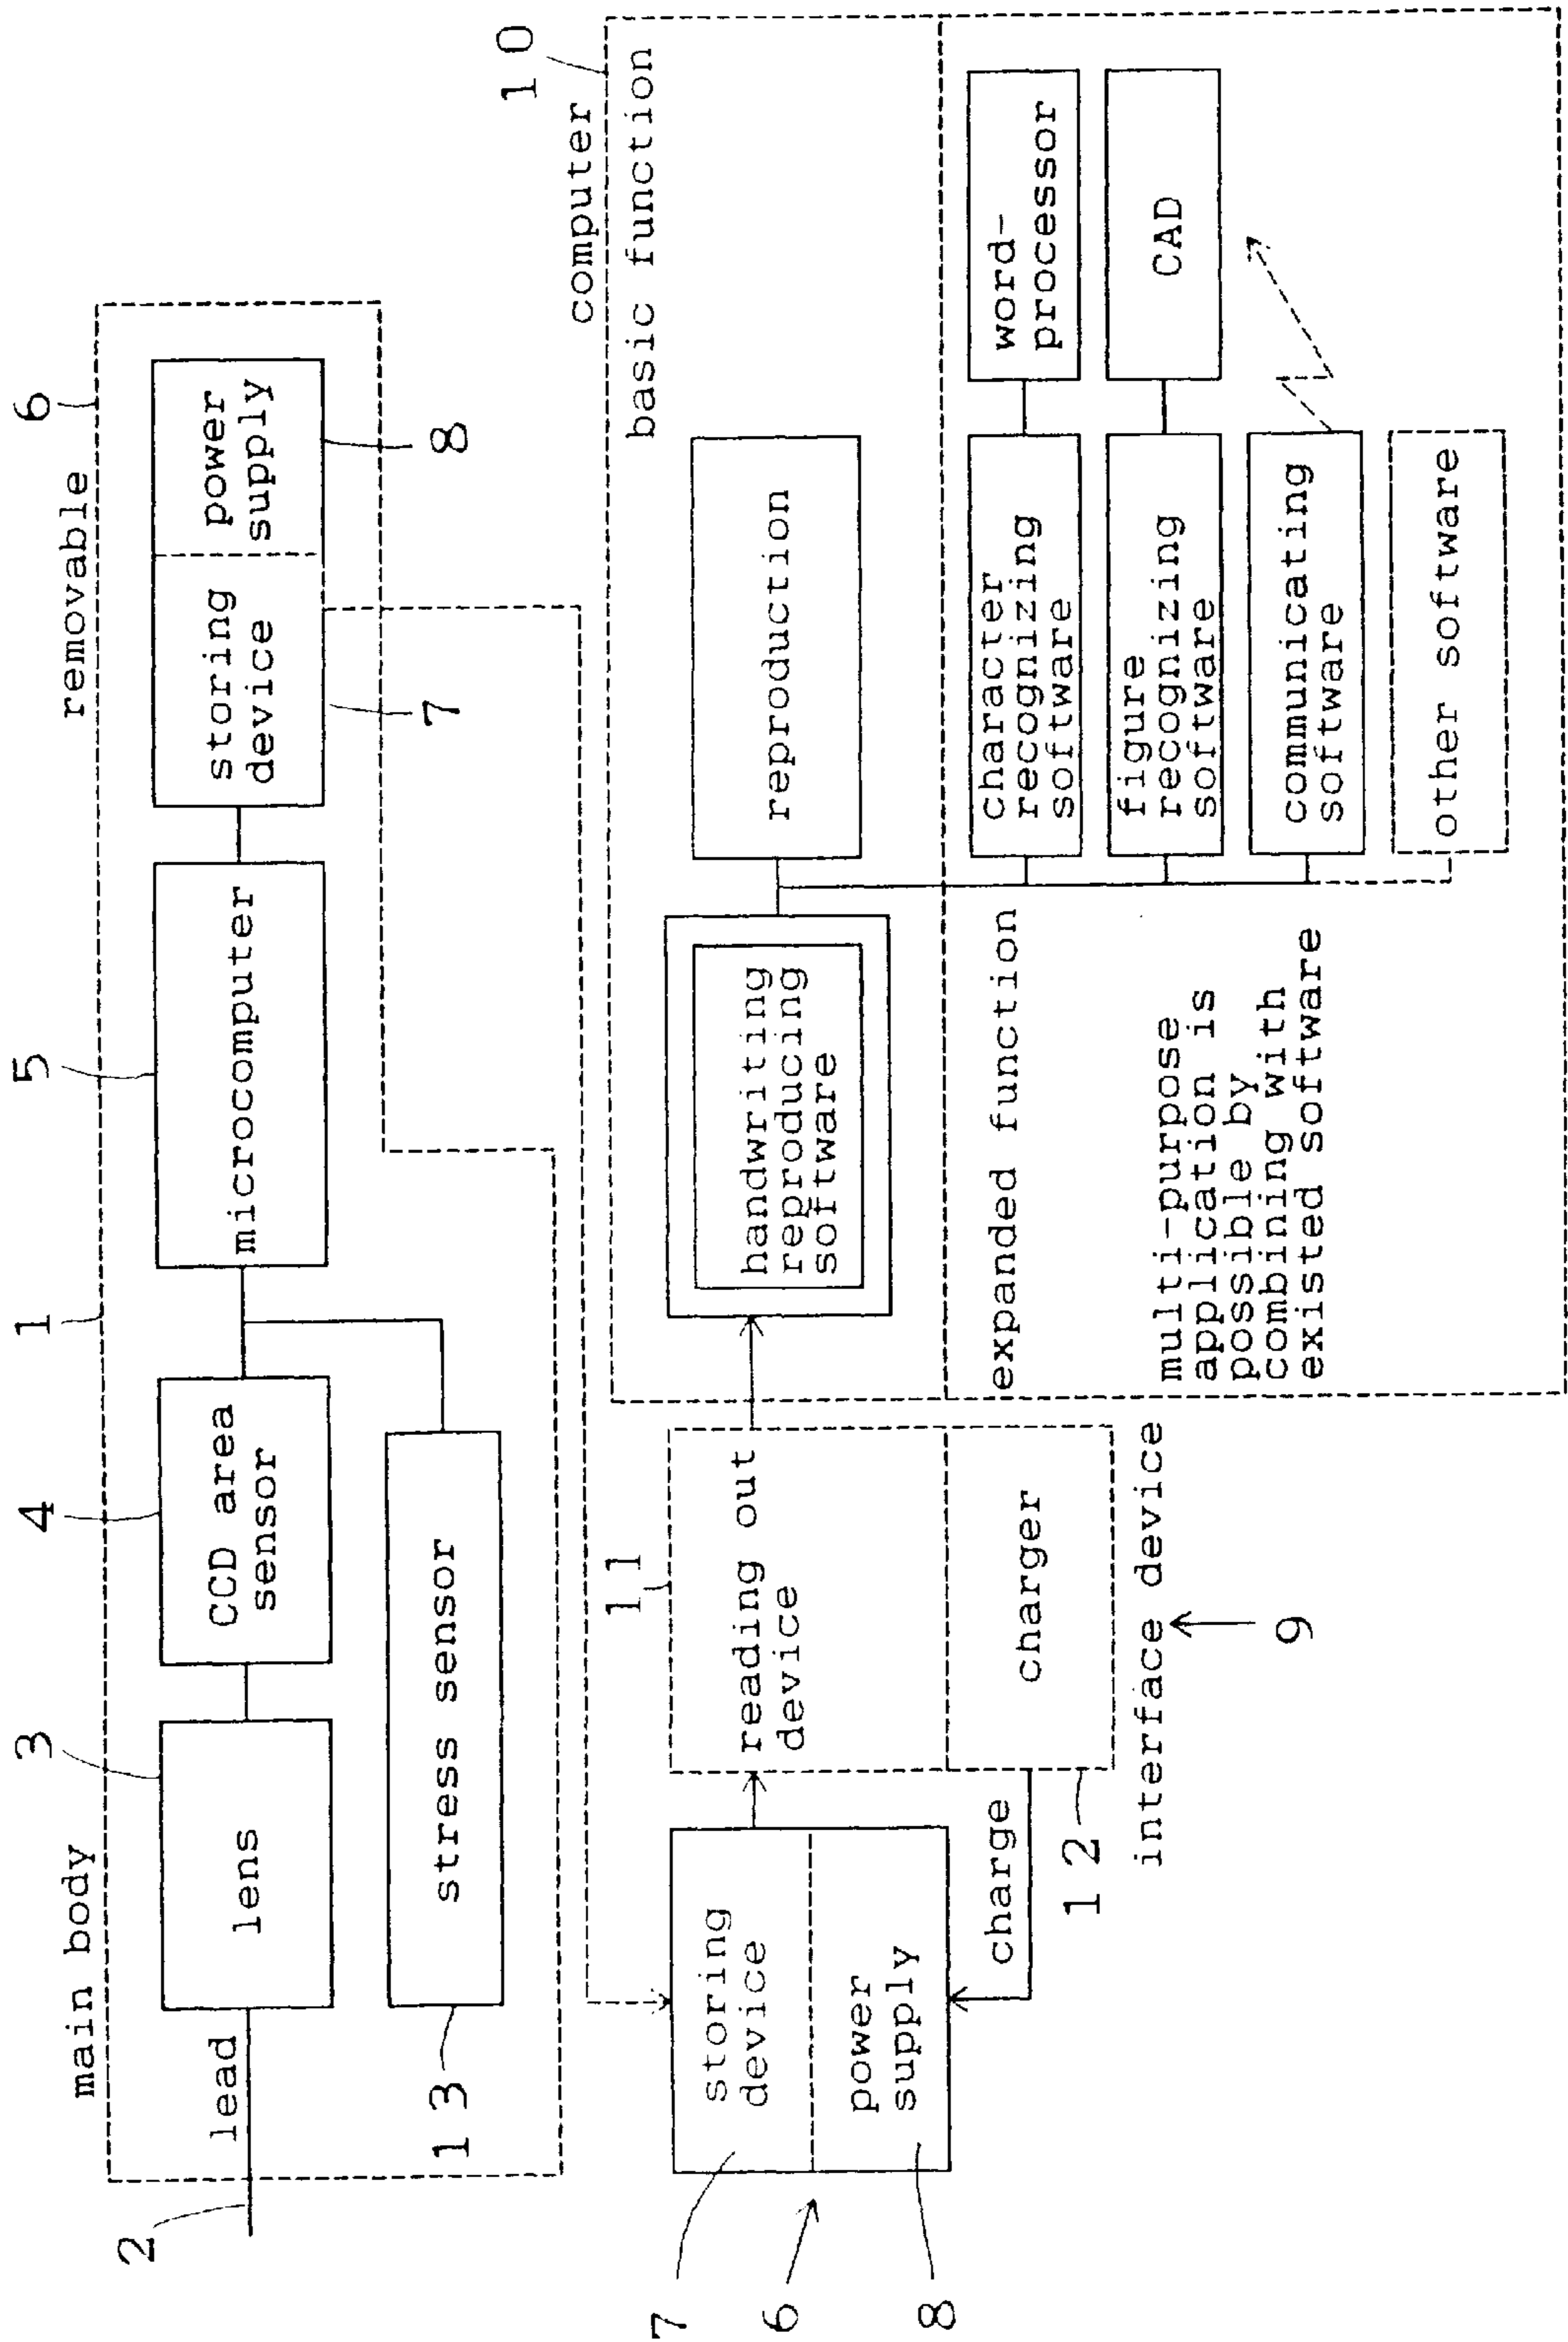 main body
1
removable
6
2
lead
3
lens
4
CCD area
sensor
5
microcomputer
storing
device
7
power
supply
8
13
stress sensor
7
6
8
storing
device
power
supply
charge
11
reading out
device
charger
12
interface device
9
computer
10
basic function
handwriting
reproducing
software
reproduction
expanded function
multi-purpose
application is
possible by
combining with
existed software
character
recognizing
software
word-
processor
figure
recognizing
software
CAD
communicating
software
other software